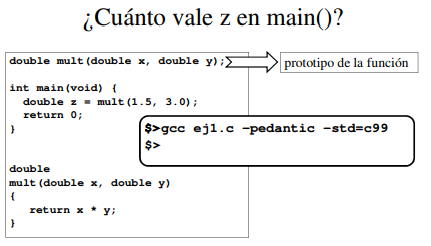 ¿Cuánto vale z en main()?
double mult(double x, double y);
prototipo de la función
int main(void) {
  double z = mult(1.5, 3.0);
  return 0;
}
$>gcc ej1.c -pedantic -std=c99
$>
double
mult(double x, double y)
{
   return x * y;
}